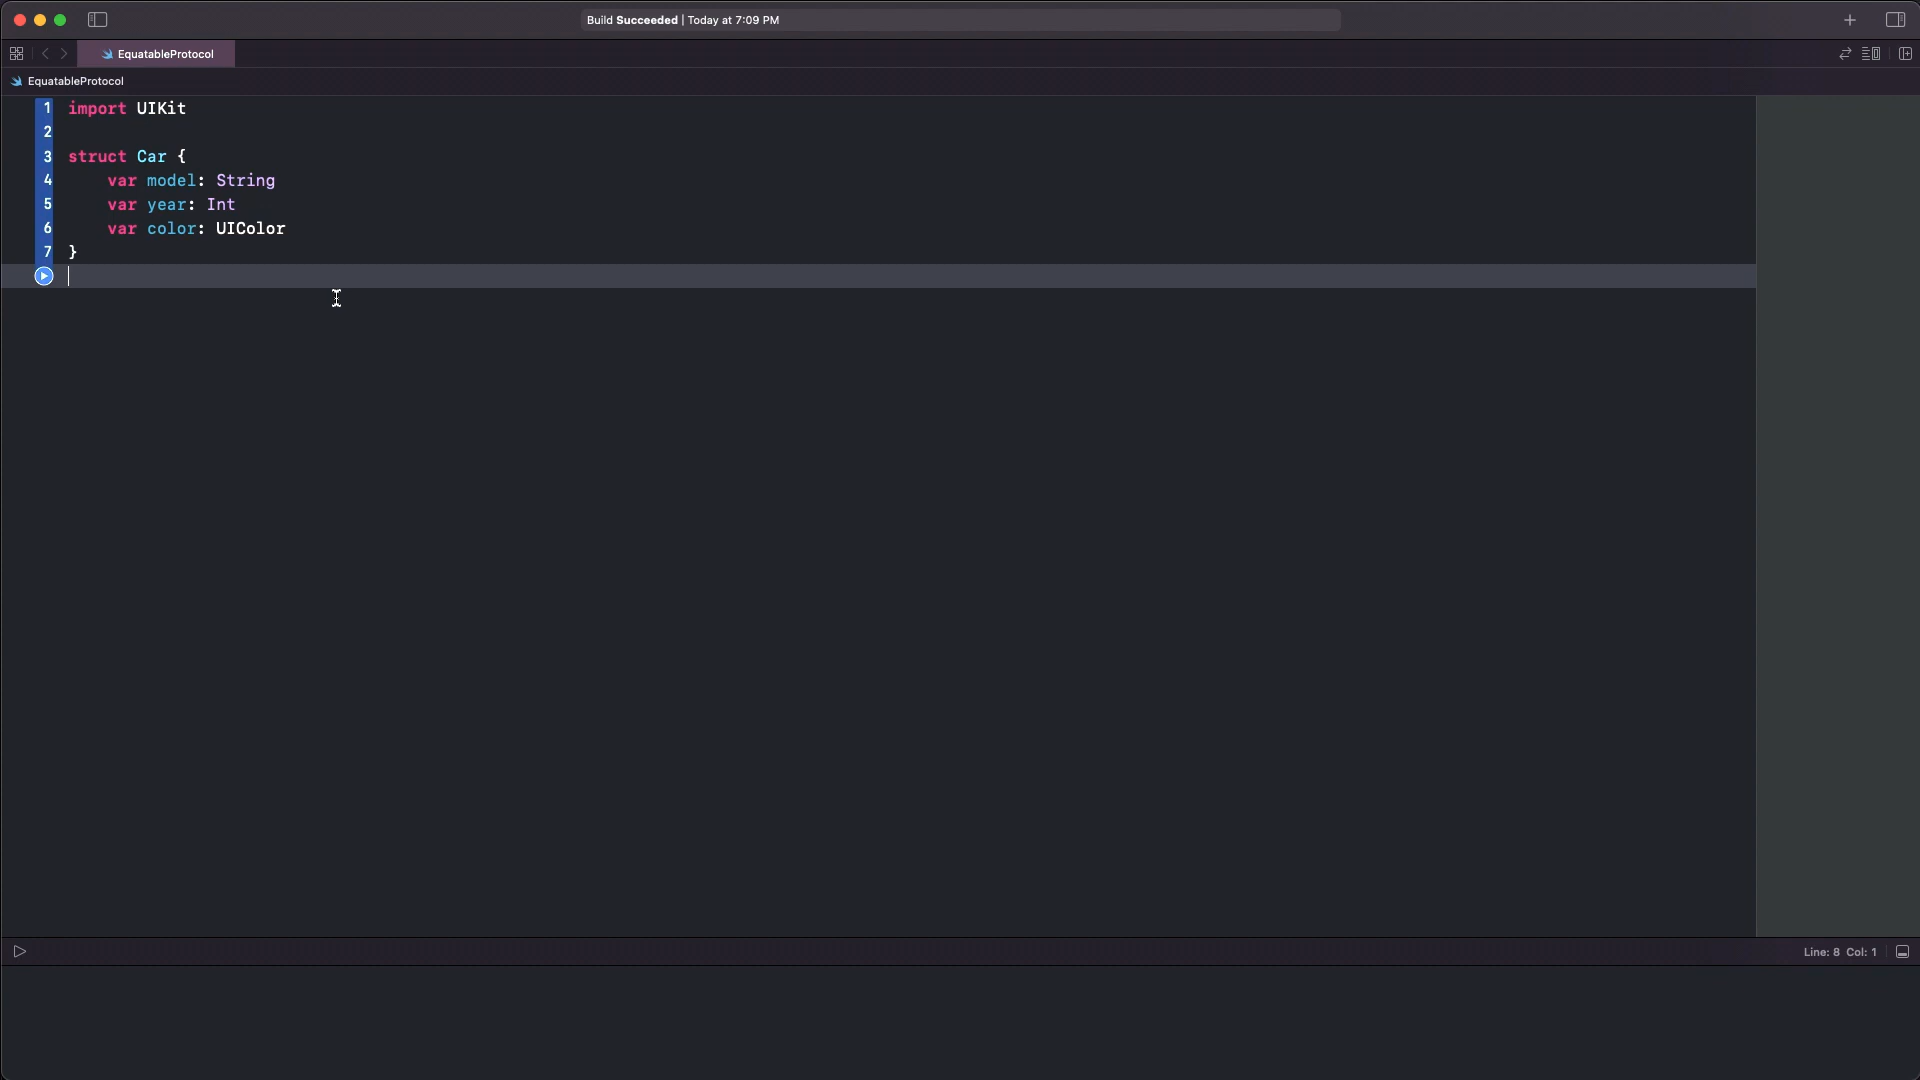 Build Succeeded | Today at 7:09 PM
EquatableProtocol
EquatableProtocol
1 import UIKit
2
3 struct Car {
4     var model: String
5     var year: Int
6     var color: UIColor
7 }
Line: 8 Col: 1